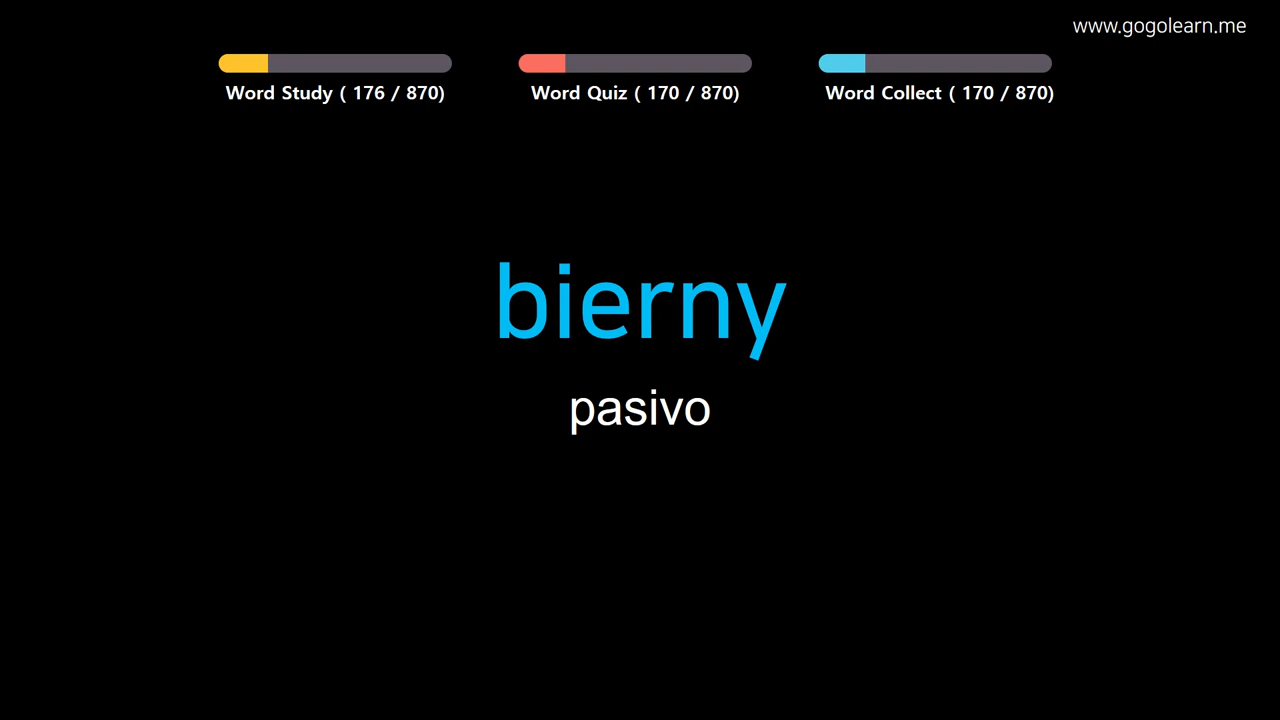 www.gogolearn.me
Word Study ( 176 / 870)
Word Quiz ( 170 / 870)
Word Collect ( 170 / 870)
bierny
pasivo